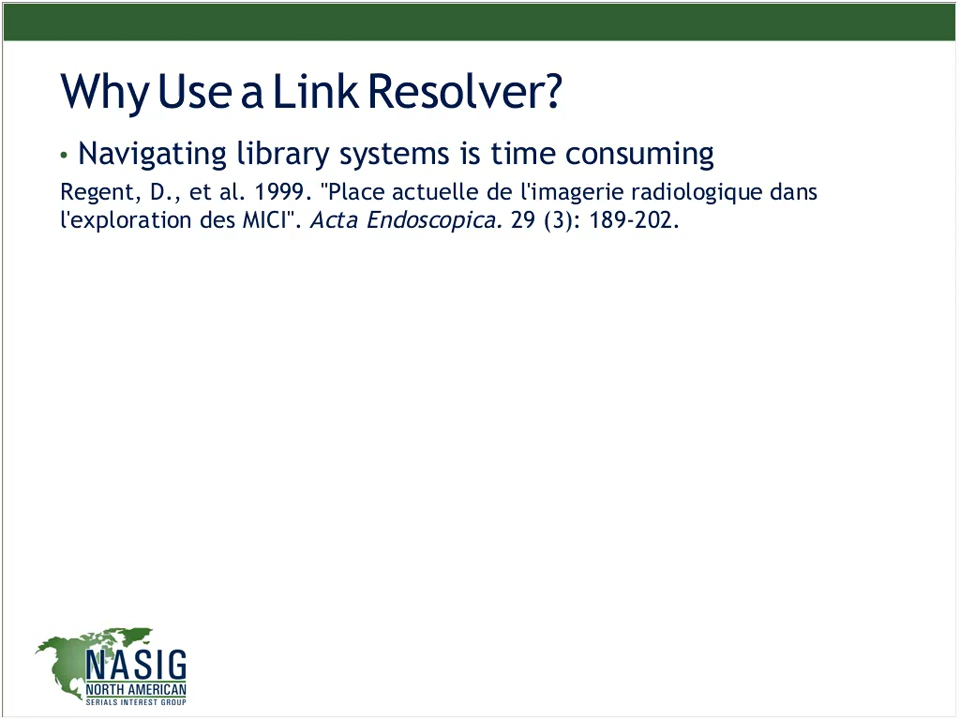 Why Use a Link Resolver?
• Navigating library systems is time consuming
Regent, D., et al. 1999. "Place actuelle de l'imagerie radiologique dans
l'exploration des MICI". Acta Endoscopica. 29 (3): 189-202.
NASIG
NORTH AMERICAN
SERIALS INTEREST GROUP